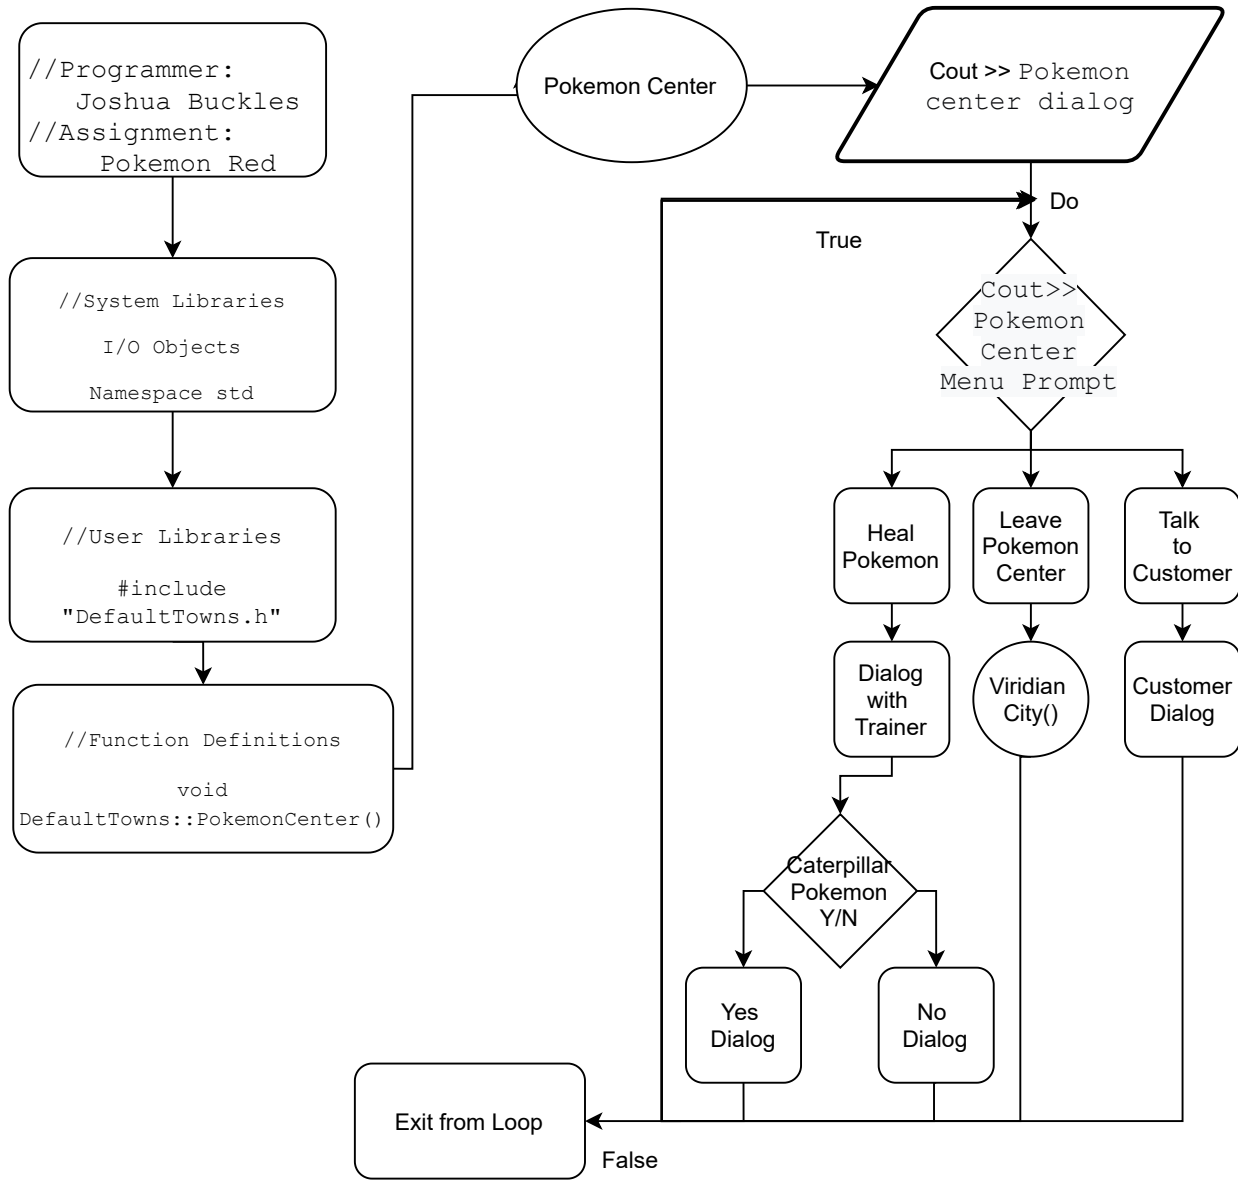 //Programmer:
Joshua Buckles
//Assignment:
Pokemon Red
//System Libraries
I/O Objects
Namespace std
//User Libraries
#include
"DefaultTowns.h"
//Function Definitions
void
DefaultTowns::PokemonCenter()
Pokemon Center
Cout >> Pokemon
center dialog
Do
True
Cout>>
Pokemon
Center
Menu Prompt
Heal
Pokemon
Leave
Pokemon
Center
Talk
to
Customer
Dialog
with
Trainer
Viridian
City()
Customer
Dialog
Caterpillar
Pokemon
Y/N
Yes
Dialog
No
Dialog
Exit from Loop
False